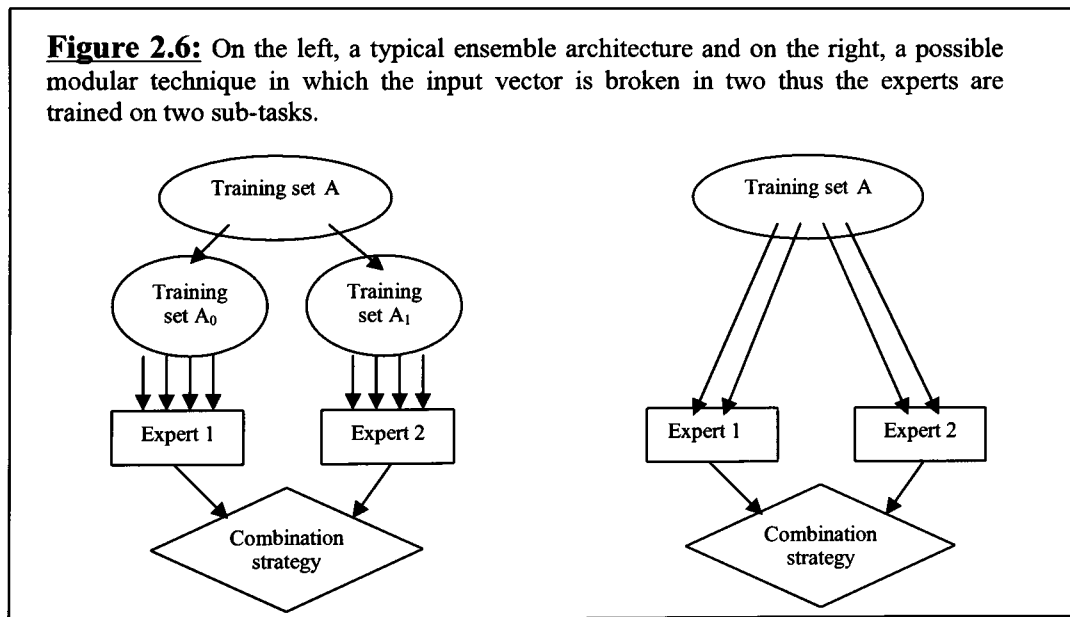 Figure 2.6: On the left, a typical ensemble architecture and on the right, a possible
modular technique in which the input vector is broken in two thus the experts are
trained on two sub-tasks.
Training set A
Training
set A₀
Training
set A₁
Expert 1
Expert 2
Combination
strategy
Training set A
Expert 1
Expert 2
Combination
strategy